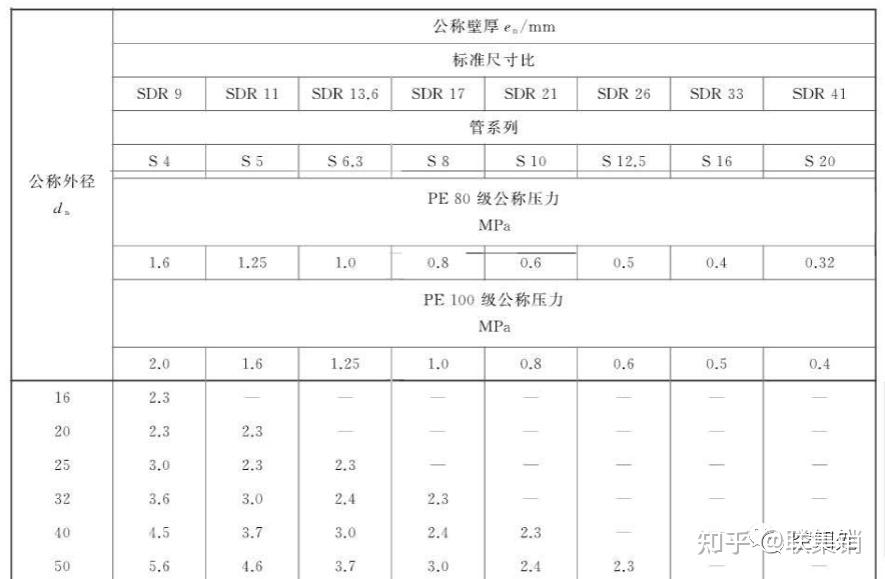 公称壁厚 eₙ/mm
标准尺寸比
SDR 9 SDR 11 SDR 13.6 SDR 17 SDR 21 SDR 26 SDR 33 SDR 41
管系列
S 4 S 5 S 6.3 S 8 S 10 S 12.5 S 16 S 20
公称外径
dₙ
PE 80 级公称压力
MPa
1.6 1.25 1.0 0.8 0.6 0.5 0.4 0.32
PE 100 级公称压力
MPa
2.0 1.6 1.25 1.0 0.8 0.6 0.5 0.4
16 2.3 — — — — — — —
20 2.3 2.3 — — — — — —
25 3.0 2.3 2.3 — — — — —
32 3.6 3.0 2.4 2.3 — — — —
40 4.5 3.7 3.0 2.4 2.3 — — —
50 5.6 4.6 3.7 3.0 2.4 2.3 — —
知乎 @联集销